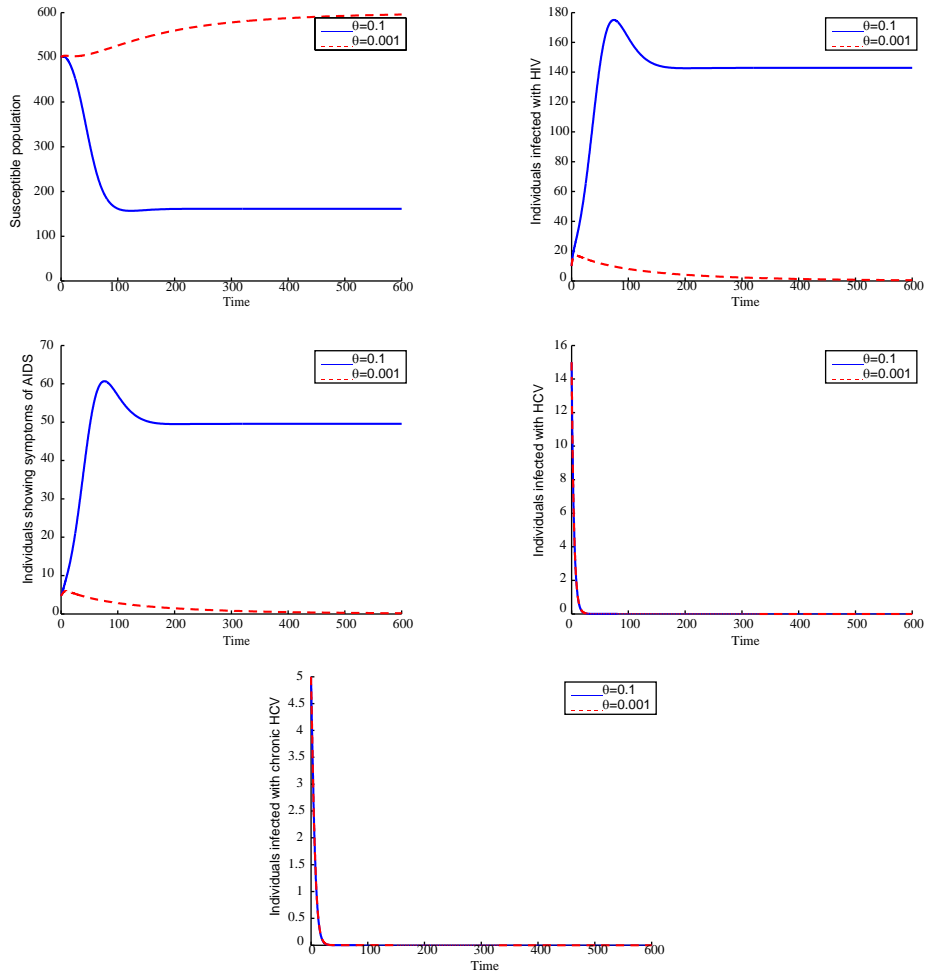 600
500
400
300
200
100
0
0 100 200 300 400 500 600
Time
Susceptible population
θ=0.1
θ=0.001
180
160
140
120
100
80
60
40
20
0
0 100 200 300 400 500 600
Time
Individuals infected with HIV
θ=0.1
θ=0.001
70
60
50
40
30
20
10
0
0 100 200 300 400 500 600
Time
Individuals showing symptoms of AIDS
θ=0.1
θ=0.001
16
14
12
10
8
6
4
2
0
0 100 200 300 400 500 600
Time
Individuals infected with HCV
θ=0.1
θ=0.001
5
4.5
4
3.5
3
2.5
2
1.5
1
0.5
0
0 100 200 300 400 500 600
Time
Individuals infected with chronic HCV
θ=0.1
θ=0.001